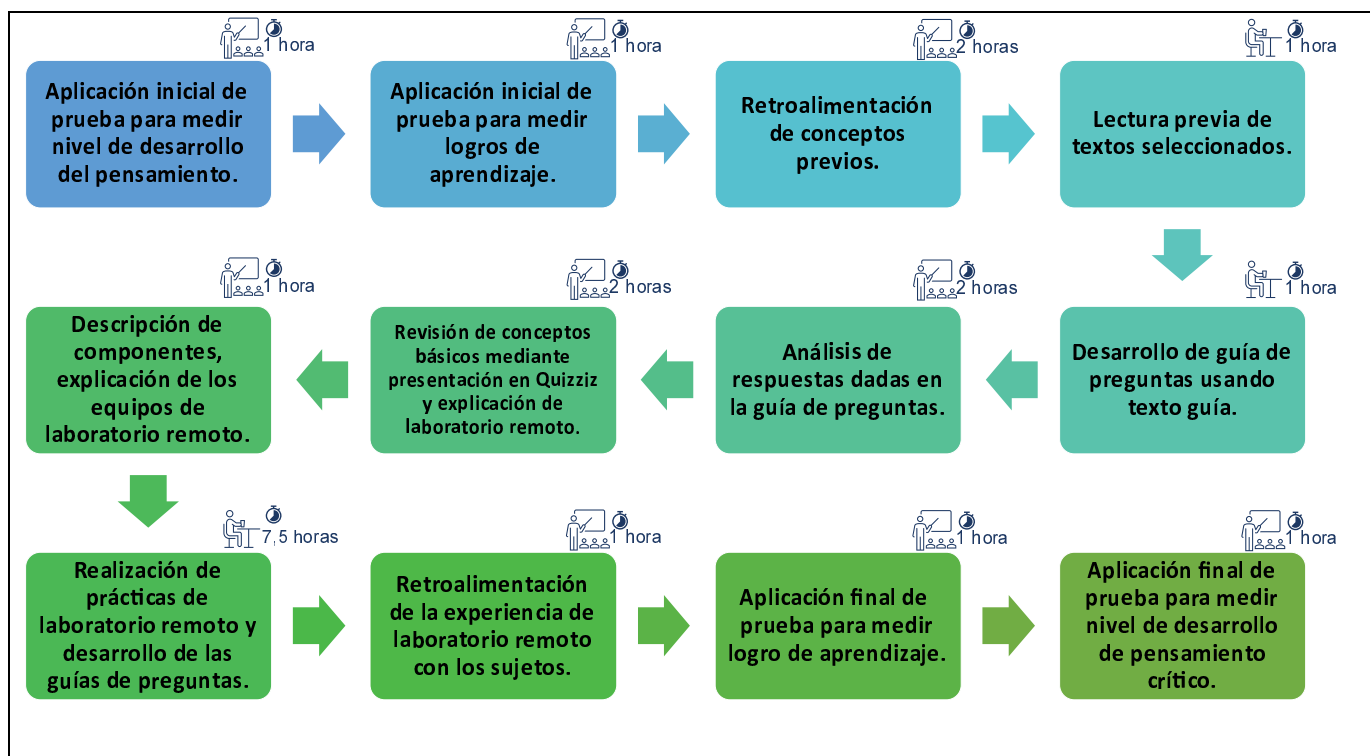 1 hora
Aplicación inicial de
prueba para medir
nivel de desarrollo
del pensamiento.
1 hora
Aplicación inicial de
prueba para medir
logros de
aprendizaje.
2 horas
Retroalimentación
de conceptos
previos.
1 hora
Lectura previa de
textos seleccionados.
1 hora
Desarrollo de guía de
preguntas usando
texto guía.
2 horas
Análisis de
respuestas dadas en
la guía de preguntas.
2 horas
Revisión de conceptos
básicos mediante
presentación en Quizziz
y explicación de
laboratorio remoto.
1 hora
Descripción de
componentes,
explicación de los
equipos de
laboratorio remoto.
7,5 horas
Realización de
prácticas de
laboratorio remoto y
desarrollo de las
guías de preguntas.
1 hora
Retroalimentación
de la experiencia de
laboratorio remoto
con los sujetos.
1 hora
Aplicación final de
prueba para medir
logro de aprendizaje.
1 hora
Aplicación final de
prueba para medir
nivel de desarrollo
de pensamiento
crítico.